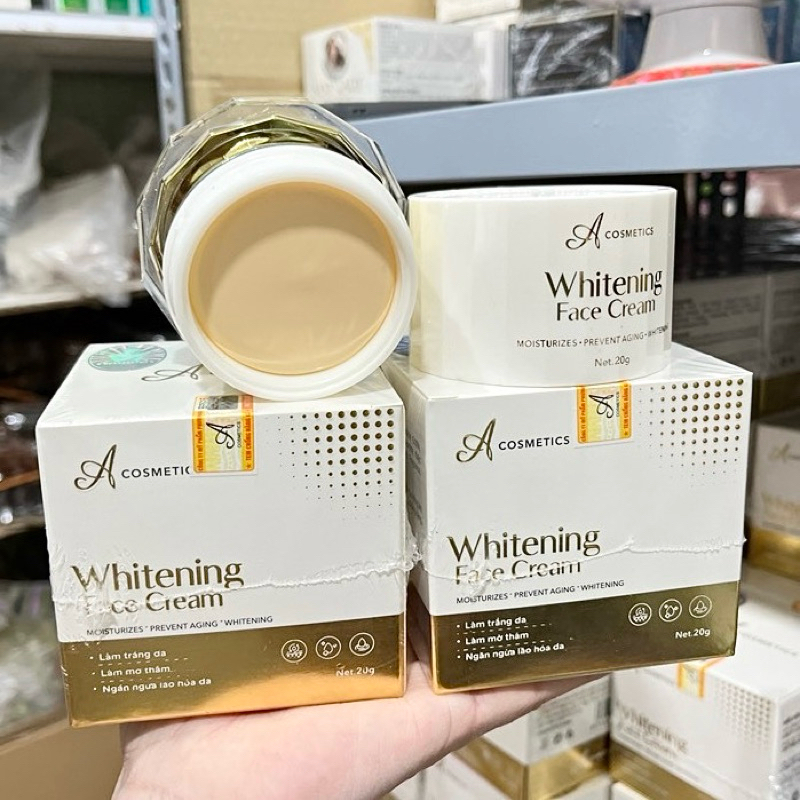 A COSMETICS
Whitening
Face Cream
MOISTURIZES • PREVENT AGING • WHITENIN
Net.20g
A COSMETIC
Whitening
Face Cream
MOISTURIZES * PREVENT AGING * WHITENING
• Làm trắng da
• Làm mờ thâm
• Ngăn ngừa lão hóa da
Net.20g
A COSMETICS
Whitening
Face Cream
MOISTURIZES * PREVENT AGING * WHITENING
• Làm trắng da
• Làm mờ thâm
• Ngăn ngừa lão hóa da
Net.20g